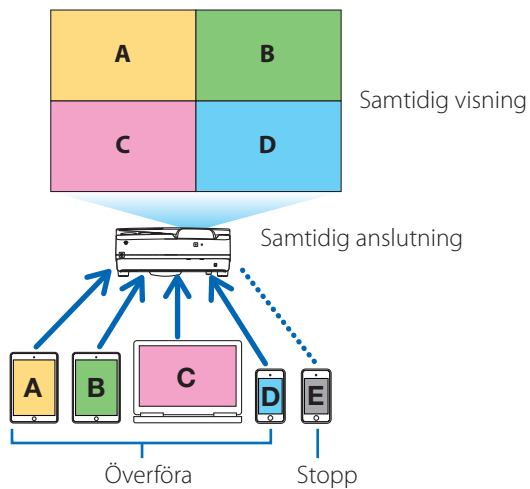 A
B
Samtidig visning
C
D
Samtidig anslutning
A
B
C
D
E
Överföra
Stopp